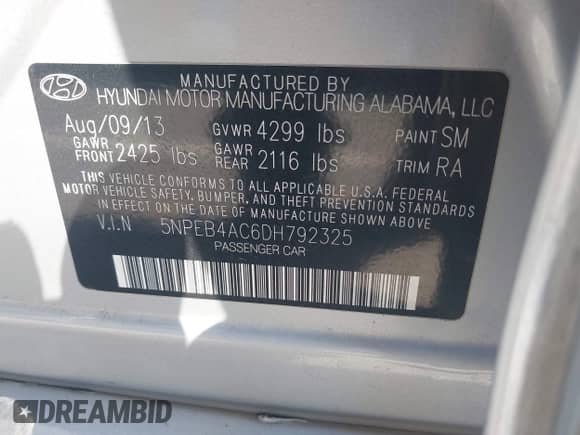 MANUFACTURED BY
HYUNDAI MOTOR MANUFACTURING ALABAMA, LLC
Aug/09/13 GVWR 4299 lbs PAINT SM
GAWR FRONT 2425 lbs GAWR REAR 2116 lbs TRIM RA
THIS VEHICLE CONFORMS TO ALL APPLICABLE U.S.A. FEDERAL
MOTOR VEHICLE SAFETY, BUMPER, AND THEFT PREVENTION STANDARDS
IN EFFECT ON THE DATE OF MANUFACTURE SHOWN ABOVE
V.I.N 5NPEB4AC6DH792325
PASSENGER CAR
DREAMBID